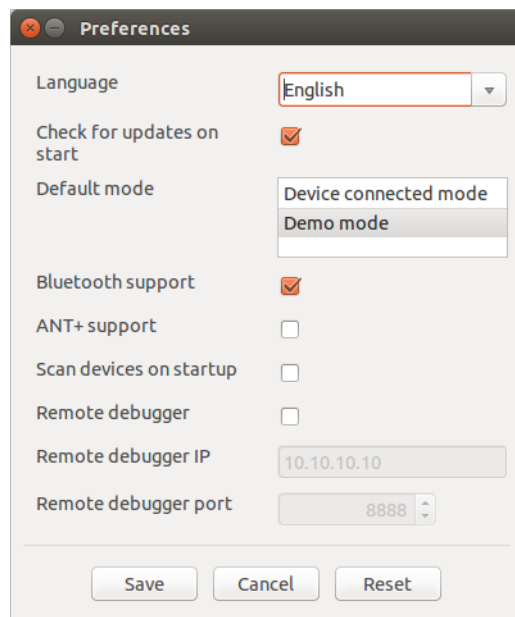 Preferences
Language
English
Check for updates on
start
Default mode
Device connected mode
Demo mode
Bluetooth support
ANT+ support
Scan devices on startup
Remote debugger
Remote debugger IP
10.10.10.10
Remote debugger port
8888
Save
Cancel
Reset